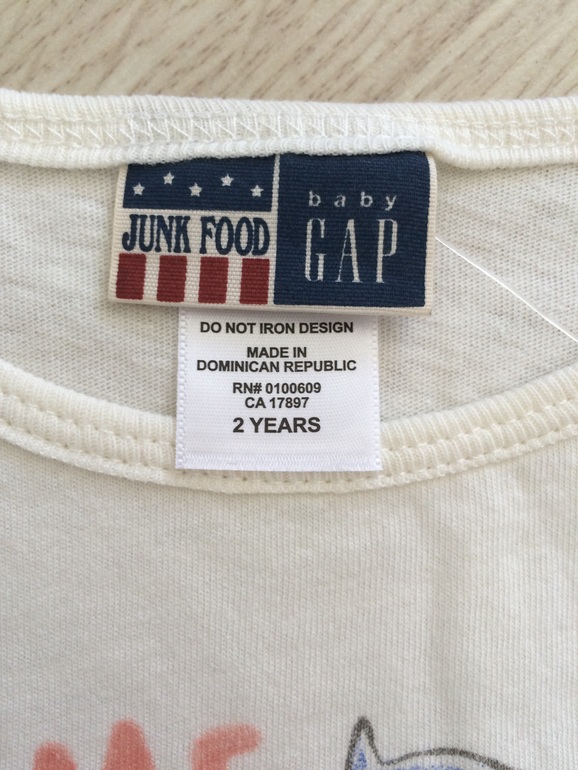 JUNK FOOD
baby
GAP
DO NOT IRON DESIGN
MADE IN
DOMINICAN REPUBLIC
RN# 0100609
CA 17897
2 YEARS